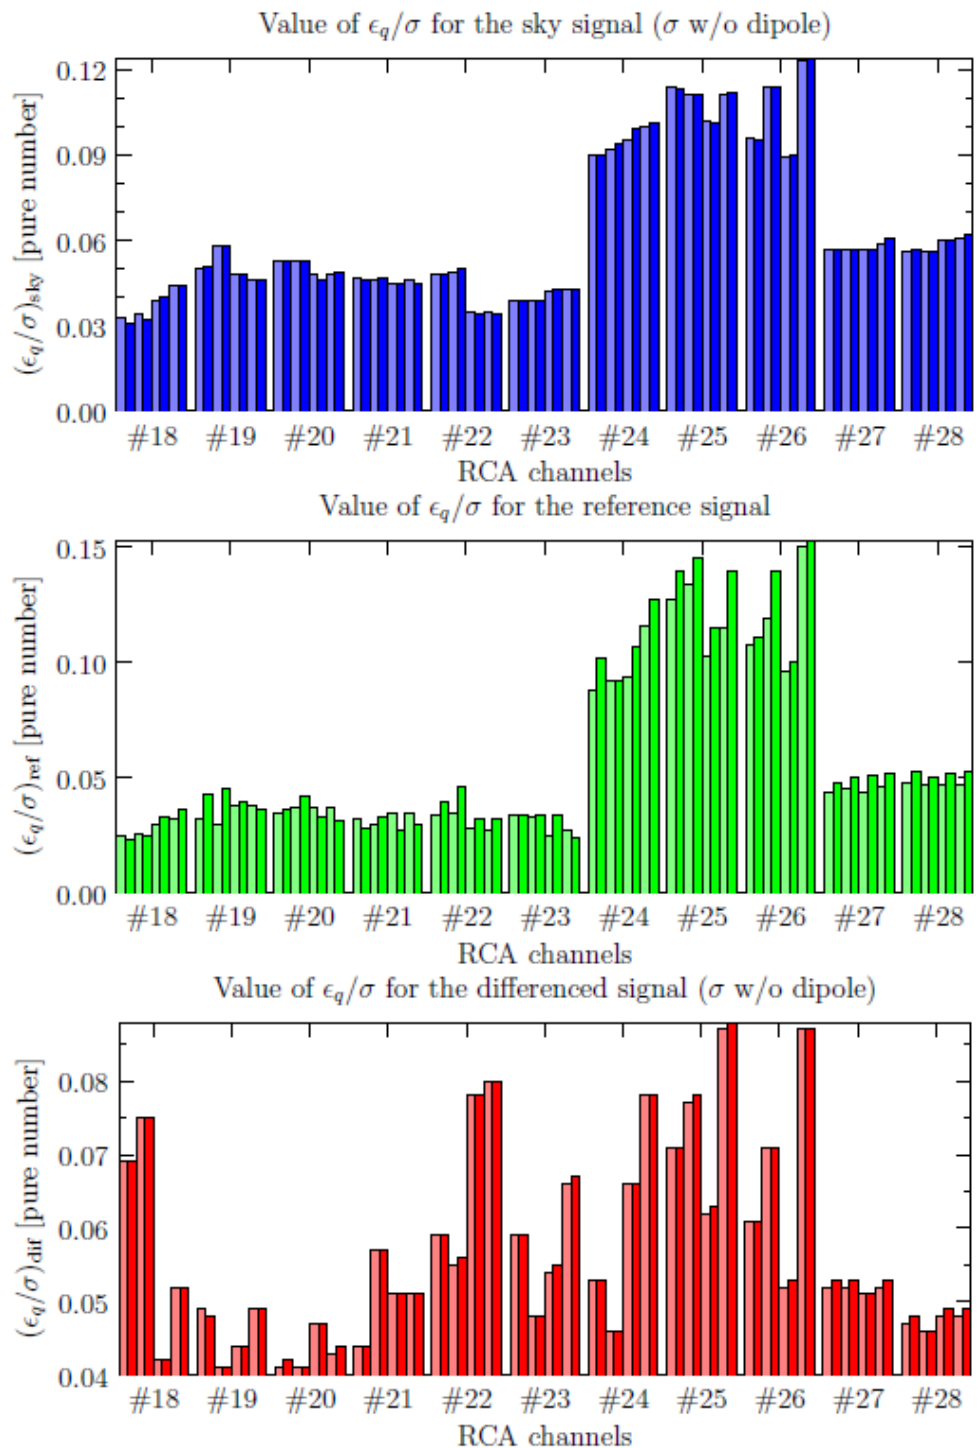 Value of ϵq/σ for the sky signal (σ w/o dipole)
(ϵq/σ)sky [pure number]
0.12
0.09
0.06
0.03
0.00
#18 #19 #20 #21 #22 #23 #24 #25 #26 #27 #28
RCA channels
Value of ϵq/σ for the reference signal
(ϵq/σ)ref [pure number]
0.15
0.10
0.05
0.00
#18 #19 #20 #21 #22 #23 #24 #25 #26 #27 #28
RCA channels
Value of ϵq/σ for the differenced signal (σ w/o dipole)
(ϵq/σ)dif [pure number]
0.08
0.07
0.06
0.05
0.04
#18 #19 #20 #21 #22 #23 #24 #25 #26 #27 #28
RCA channels